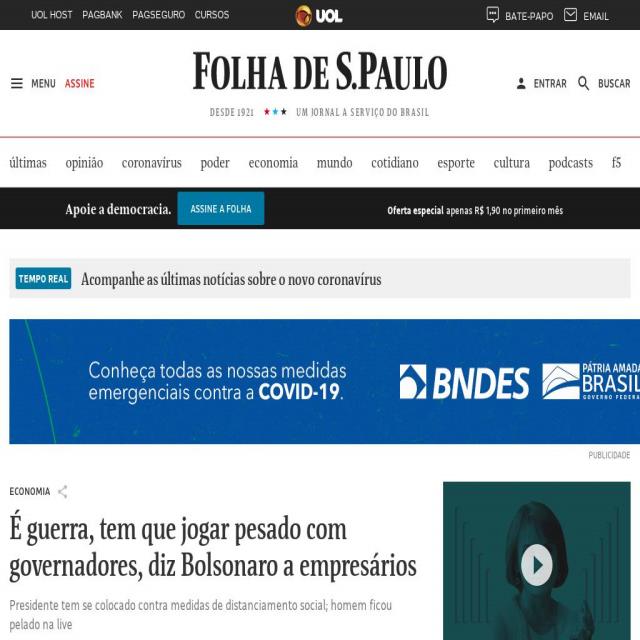 UOL HOST PAGBANK PAGSEGURO CURSOS UOL BATE-PAPO EMAIL
MENU ASSINE FOLHA DE S.PAULO ENTRAR BUSCAR
DESDE 1921 ★★★ UM JORNAL A SERVIÇO DO BRASIL
últimas opinião coronavírus poder economia mundo cotidiano esporte cultura podcasts f5
Apoie a democracia. ASSINE A FOLHA Oferta especial apenas R$ 1,90 no primeiro mês
TEMPO REAL Acompanhe as últimas notícias sobre o novo coronavírus
Conheça todas as nossas medidas
emergenciais contra a COVID-19.
BNDES
PÁTRIA AMADA
BRASIL
GOVERNO FEDERA
PUBLICIDADE
ECONOMIA
É guerra, tem que jogar pesado com
governadores, diz Bolsonaro a empresários
Presidente tem se colocado contra medidas de distanciamento social; homem ficou
pelado na live